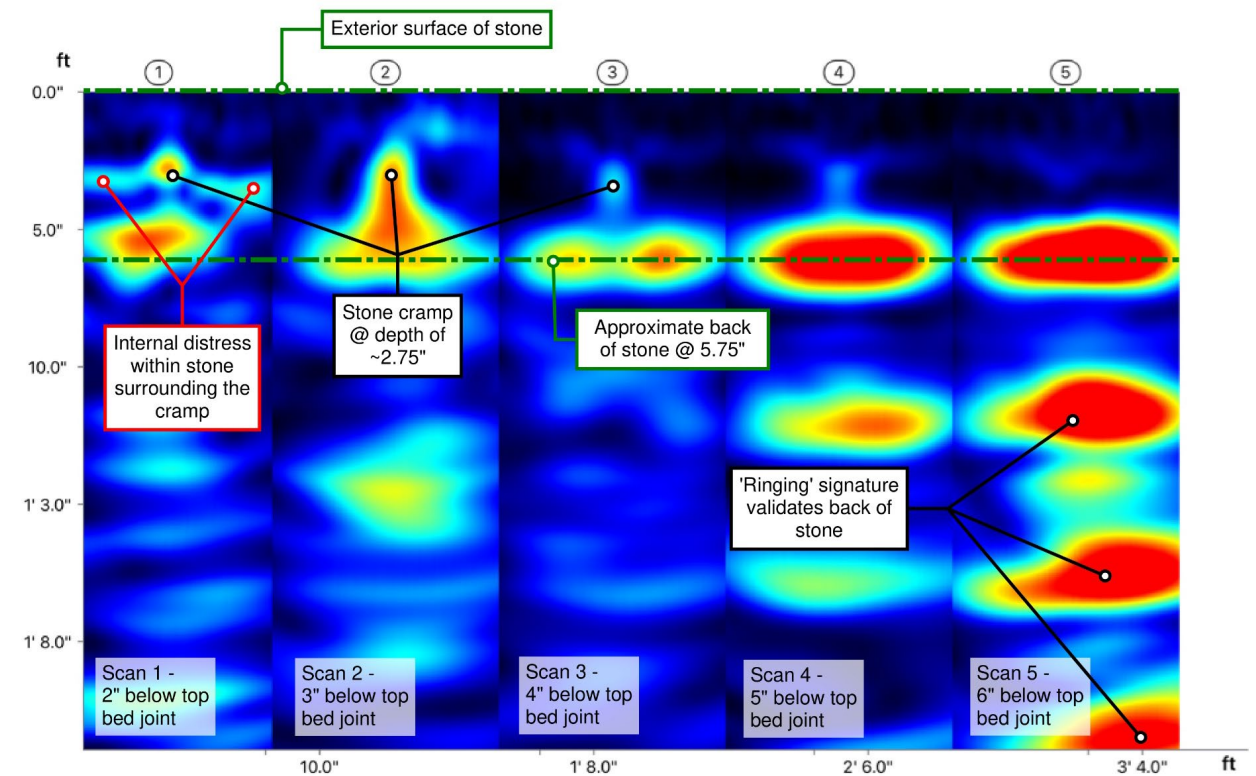 Exterior surface of stone
ft
1
2
3
4
5
0.0"
5.0"
10.0"
1' 3.0"
1' 8.0"
Internal distress
within stone
surrounding the
cramp
Stone cramp
@ depth of
~2.75"
Approximate back
of stone @ 5.75"
'Ringing' signature
validates back of
stone
Scan 1 -
2" below top
bed joint
Scan 2 -
3" below top
bed joint
Scan 3 -
4" below top
bed joint
Scan 4 -
5" below top
bed joint
Scan 5 -
6" below top
bed joint
10.0"
1' 8.0"
2' 6.0"
3' 4.0"
ft